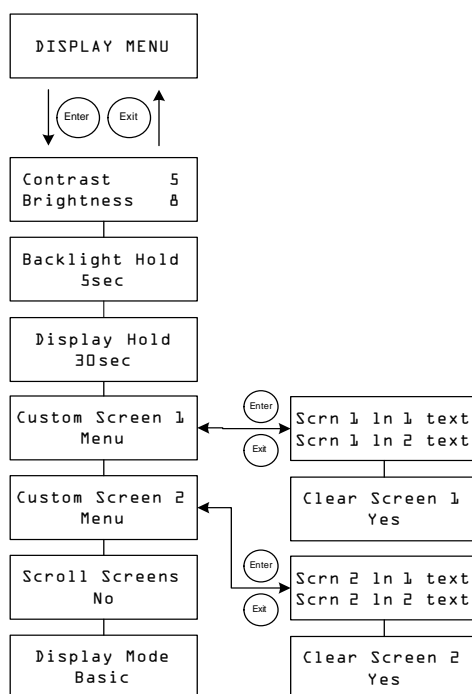 DISPLAY MENU
Enter Exit
Contrast 5
Brightness 8
Backlight Hold
5sec
Display Hold
30sec
Custom Screen 1
Menu
Enter
Exit
Scrn 1 ln 1 text
Scrn 1 ln 2 text
Clear Screen 1
Yes
Custom Screen 2
Menu
Enter
Exit
Scrn 2 ln 1 text
Scrn 2 ln 2 text
Clear Screen 2
Yes
Scroll Screens
No
Display Mode
Basic